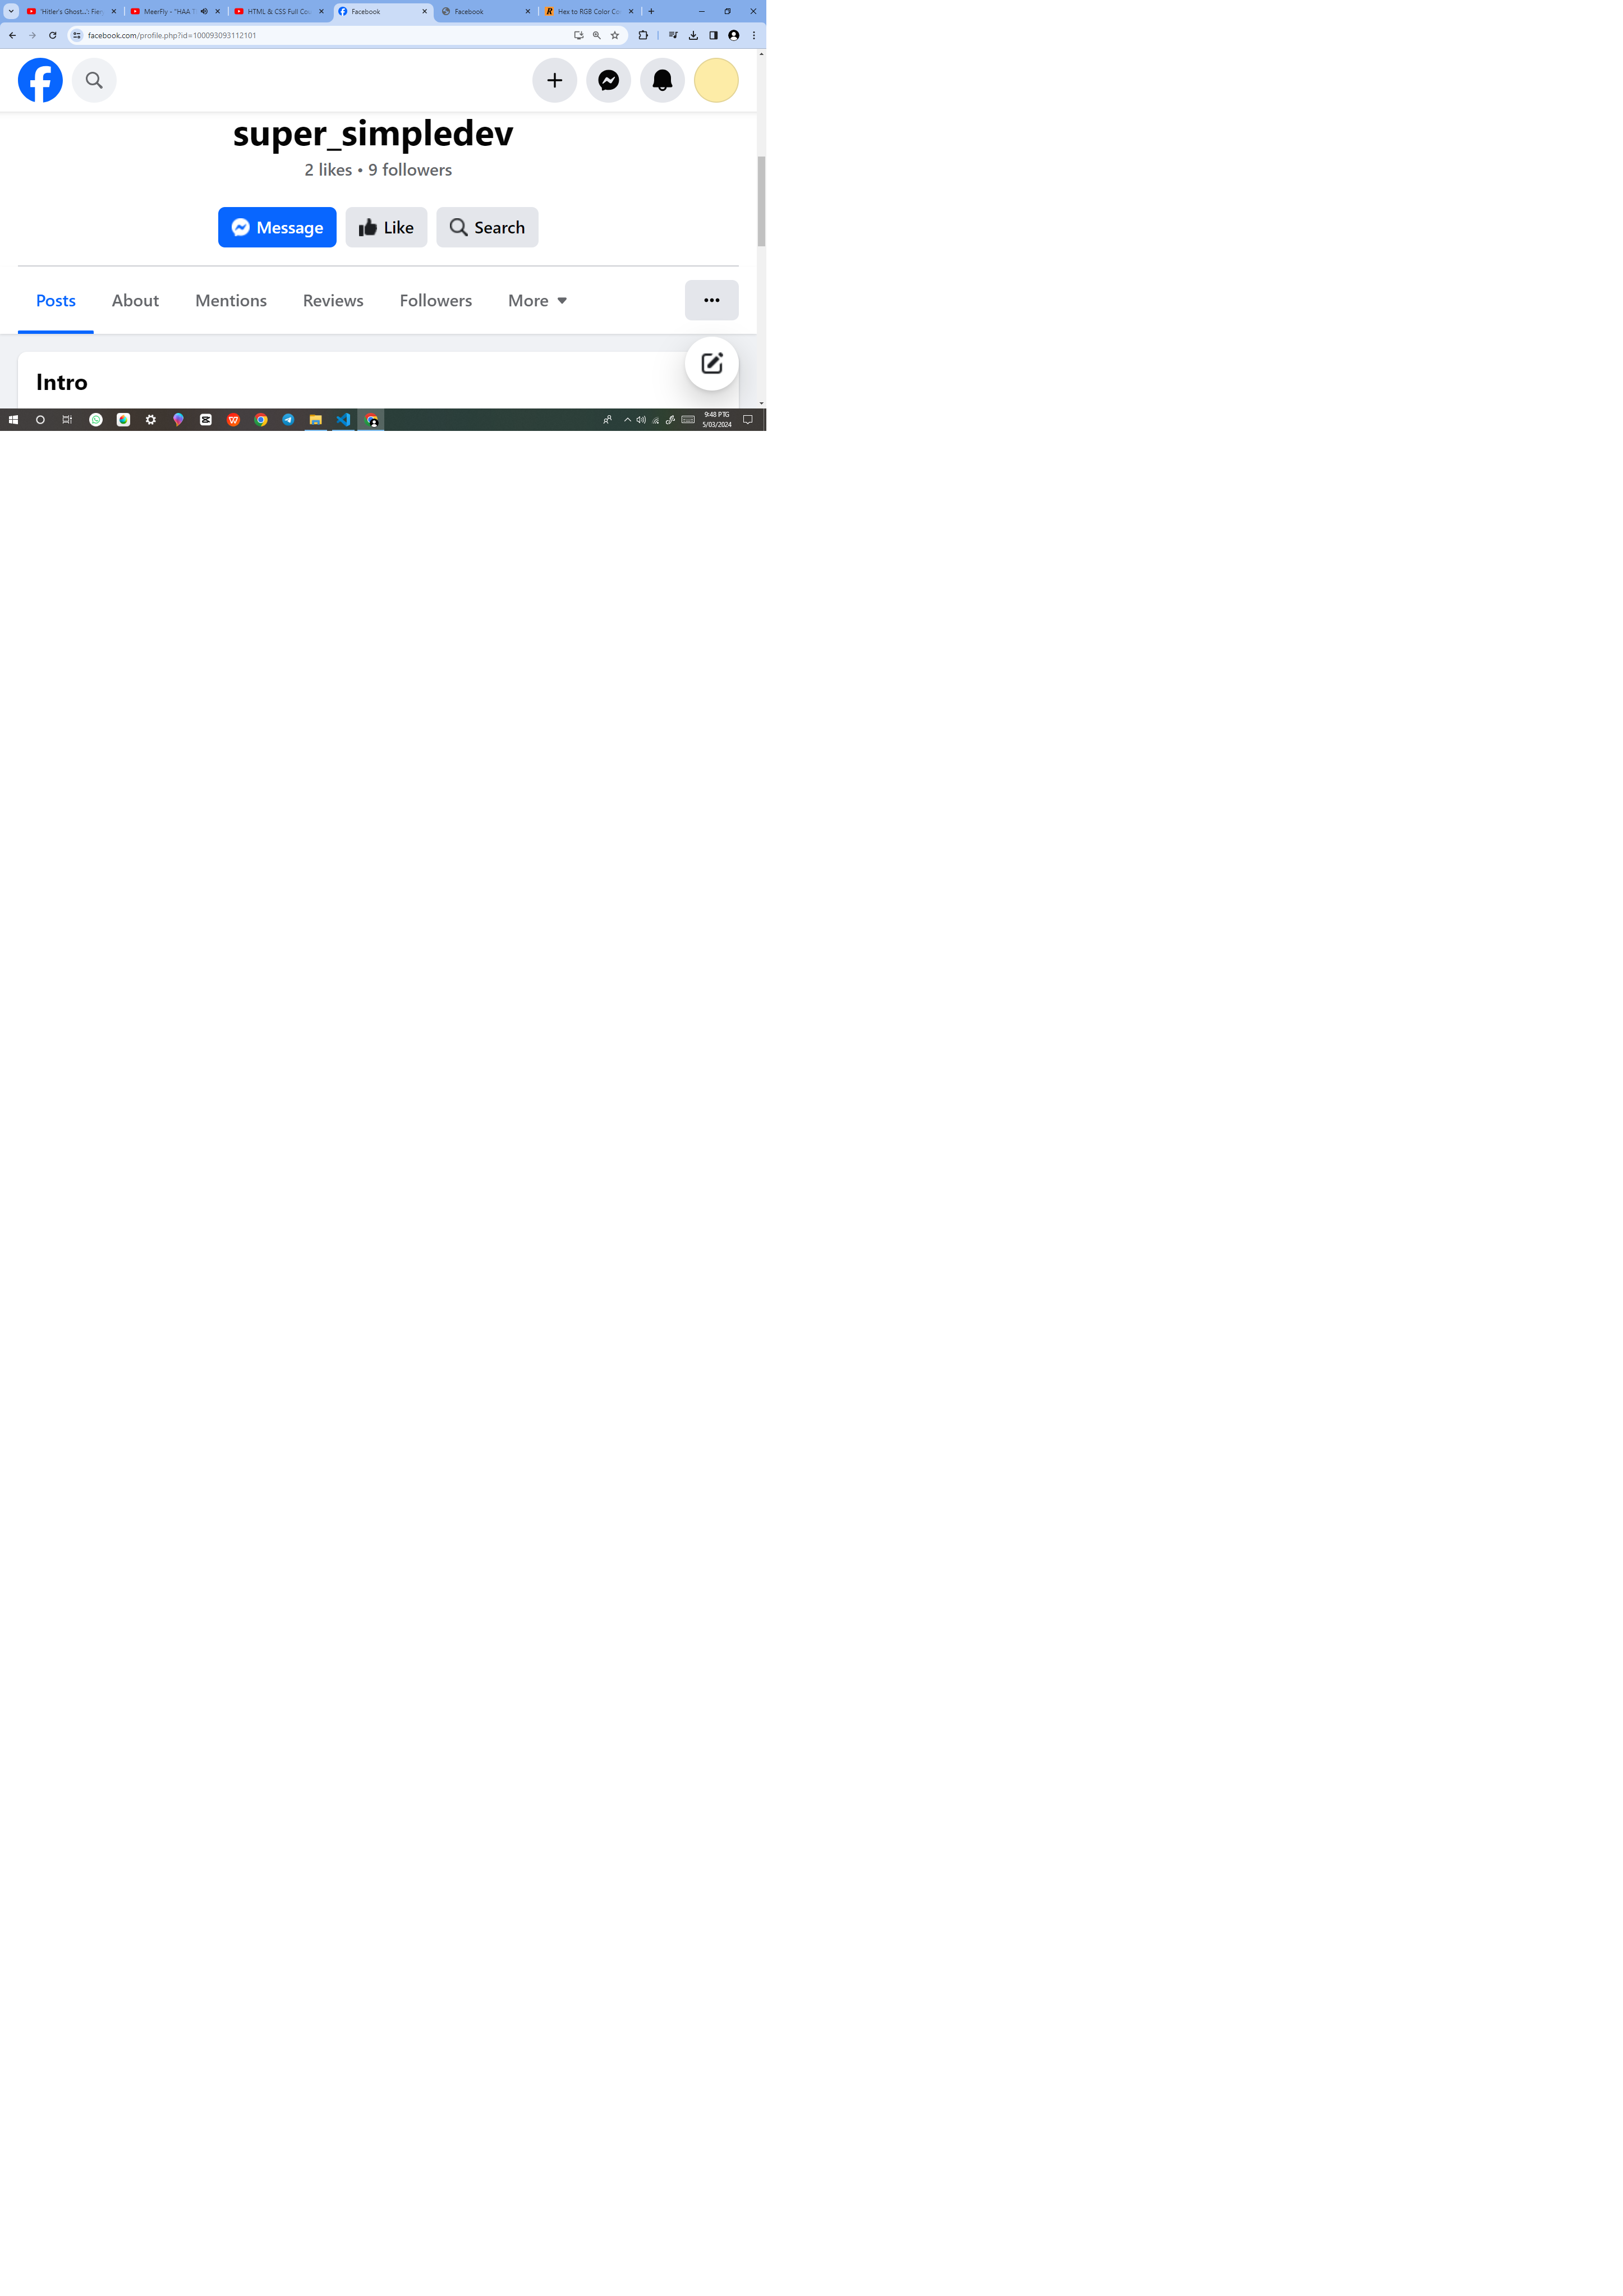 'Hitler's Ghost...': Fier
MeerFly - "HAA T
HTML & CSS Full Cou
Facebook
Facebook
Hex to RGB Color Co
facebook.com/profile.php?id=100093093112101
super_simpledev
2 likes • 9 followers
Message
Like
Search
Posts
About
Mentions
Reviews
Followers
More
Intro
9:48 PTG
5/03/2024